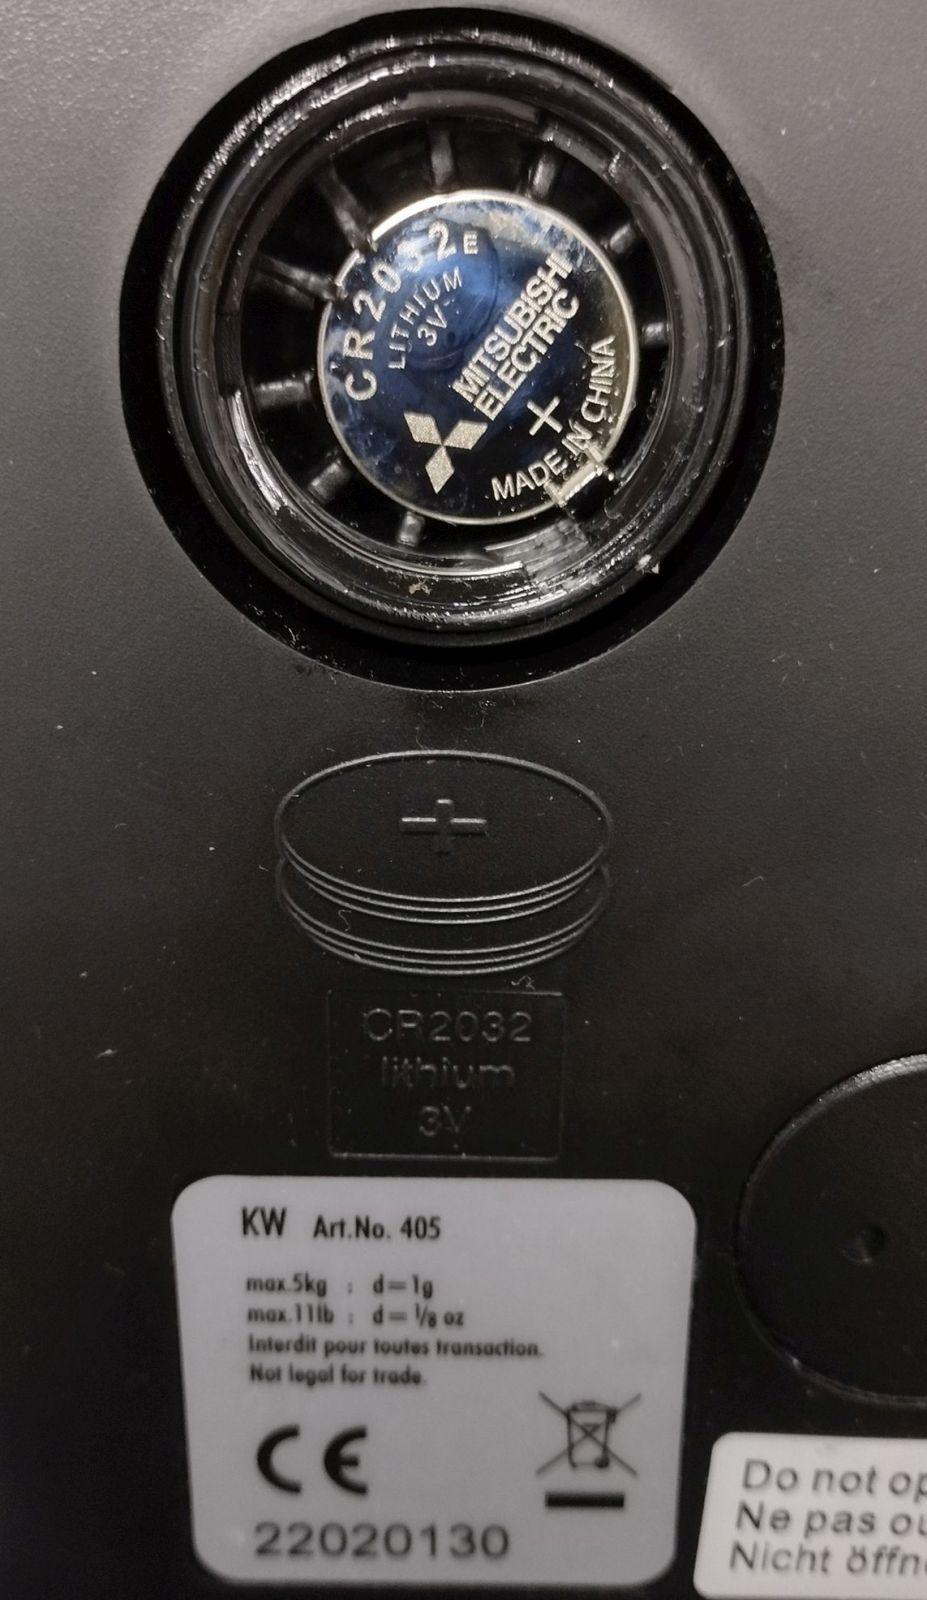 CR2032 E
LITHIUM
3V
MITSUBISHI
ELECTRIC
+
MADE IN CHINA
+
CR2032
lithium
3V
KW Art.No. 405
max.5kg : d=1g
max.11lb : d=⅛ oz
Interdit pour toutes transaction.
Not legal for trade.
CE
22020130
Do not op
Ne pas ou
Nicht öffn